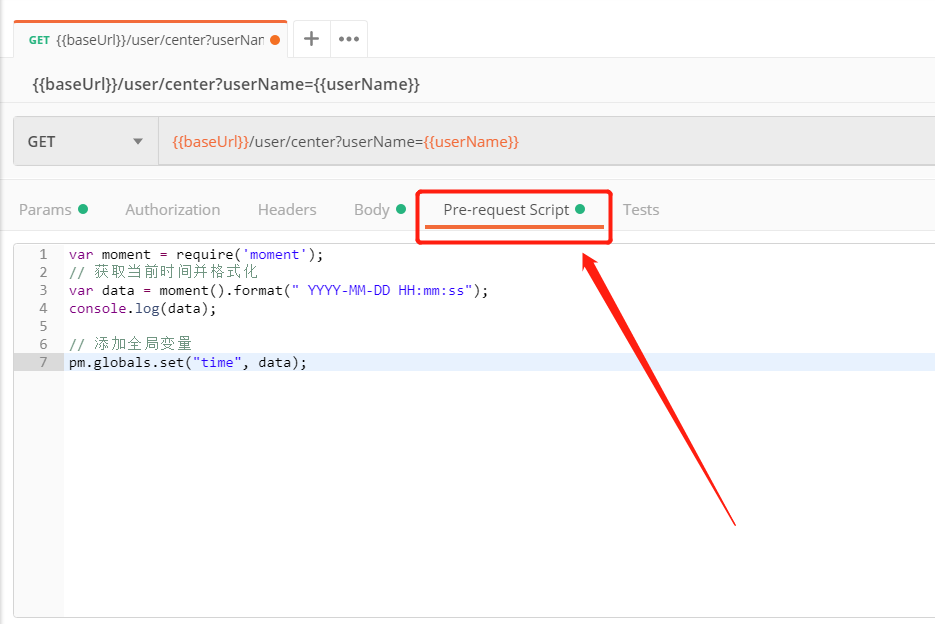 GET {{baseUrl}}/user/center?userNar
{{baseUrl}}/user/center?userName={{userName}}
GET {{baseUrl}}/user/center?userName={{userName}}
Params Authorization Headers Body Pre-request Script Tests
1 var moment = require('moment');
2 // 获取当前时间并格式化
3 var data = moment().format(" YYYY-MM-DD HH:mm:ss");
4 console.log(data);
5
6 // 添加全局变量
7 pm.globals.set("time", data);